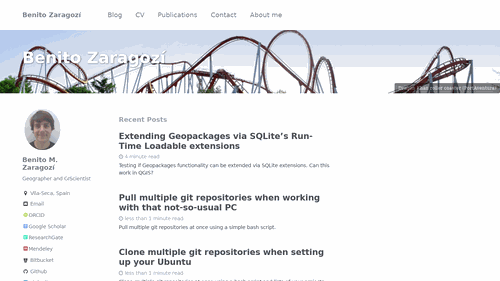 Benito Zaragozí Blog CV Publications Contact About me
Benito Zaragozí
Benito M.
Zaragozí
Geographer and GIScientist
Vila-Seca, Spain
Email
ORCID
Google Scholar
ResearchGate
Mendeley
Bitbucket
Github
Recent Posts
Extending Geopackages via SQLite's Run-
Time Loadable extensions
4 minute read
Testing if Geopackages functionality can be extended via SQLite extensions. Can this
work in QGIS?
Pull multiple git repositories when working
with that not-so-usual PC
less than 1 minute read
Pull multiple git repositories at once using a simple bash script.
Clone multiple git repositories when setting
up your Ubuntu
less than 1 minute read